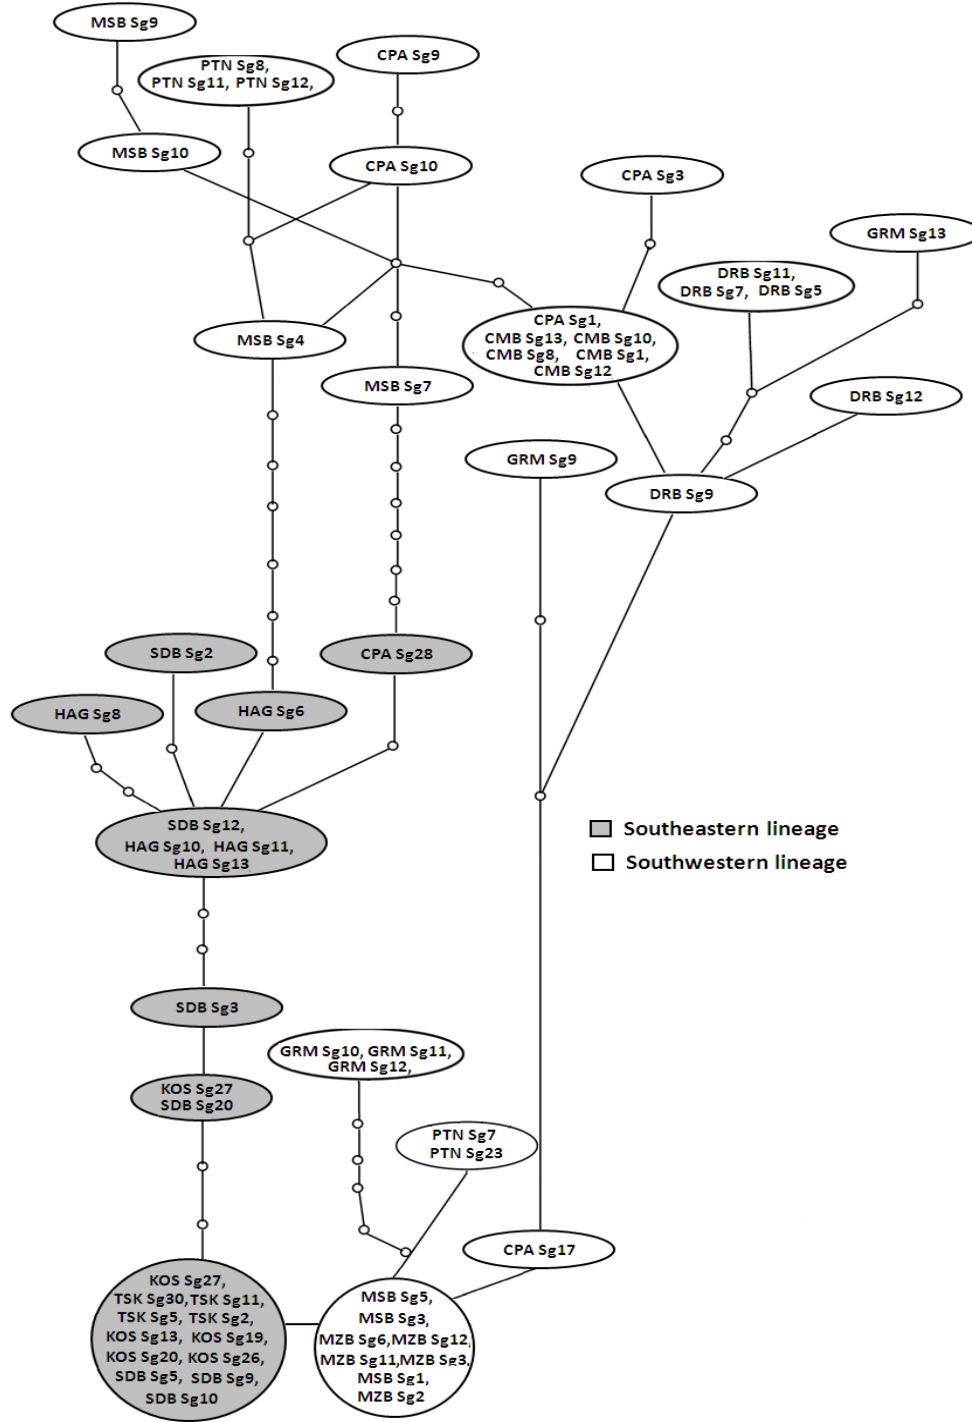 MSB Sg9
PTN Sg8,
PTN Sg11, PTN Sg12,
CPA Sg9
MSB Sg10
CPA Sg10
CPA Sg3
GRM Sg13
DRB Sg11,
DRB Sg7, DRB Sg5
MSB Sg4
CPA Sg1,
CMB Sg13, CMB Sg10,
CMB Sg8, CMB Sg1,
CMB Sg12
MSB Sg7
DRB Sg12
GRM Sg9
DRB Sg9
SDB Sg2
CPA Sg28
HAG Sg8
HAG Sg6
SDB Sg12,
HAG Sg10, HAG Sg11,
HAG Sg13
Southeastern lineage
Southwestern lineage
SDB Sg3
GRM Sg10, GRM Sg11,
GRM Sg12,
KOS Sg27
SDB Sg20
PTN Sg7
PTN Sg23
CPA Sg17
KOS Sg27,
TSK Sg30, TSK Sg11,
TSK Sg5, TSK Sg2,
KOS Sg13, KOS Sg19,
KOS Sg20, KOS Sg26,
SDB Sg5, SDB Sg9,
SDB Sg10
MSB Sg5,
MSB Sg3,
MZB Sg6, MZB Sg12,
MZB Sg11, MZB Sg3,
MSB Sg1,
MZB Sg2